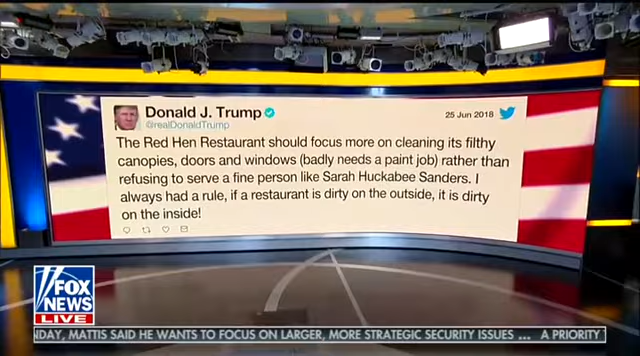 Donald J. Trump
@realDonaldTrump
25 Jun 2018
The Red Hen Restaurant should focus more on cleaning its filthy
canopies, doors and windows (badly needs a paint job) rather than
refusing to serve a fine person like Sarah Huckabee Sanders. I
always had a rule, if a restaurant is dirty on the outside, it is dirty
on the inside!
FOX
NEWS
LIVE
NDAY, MATTIS SAID HE WANTS TO FOCUS ON LARGER, MORE STRATEGIC SECURITY ISSUES ... A PRIORITY